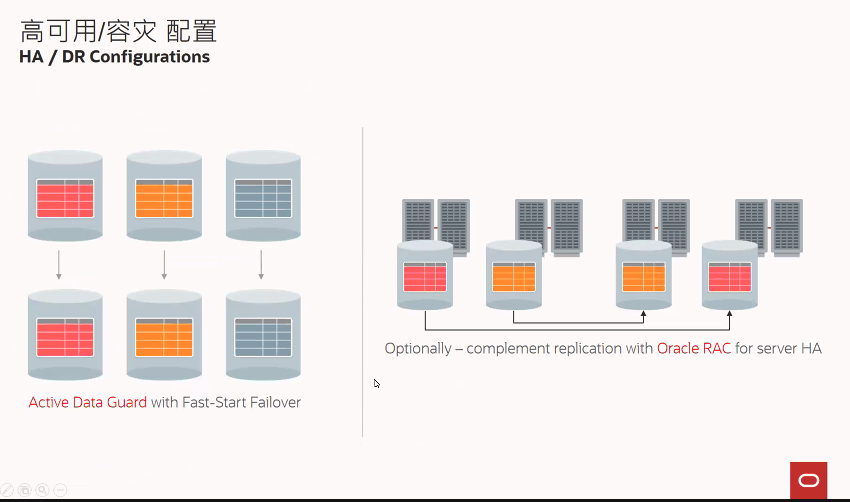 高可用/容灾 配置
HA / DR Configurations
Active Data Guard with Fast-Start Failover
Optionally – complement replication with Oracle RAC for server HA